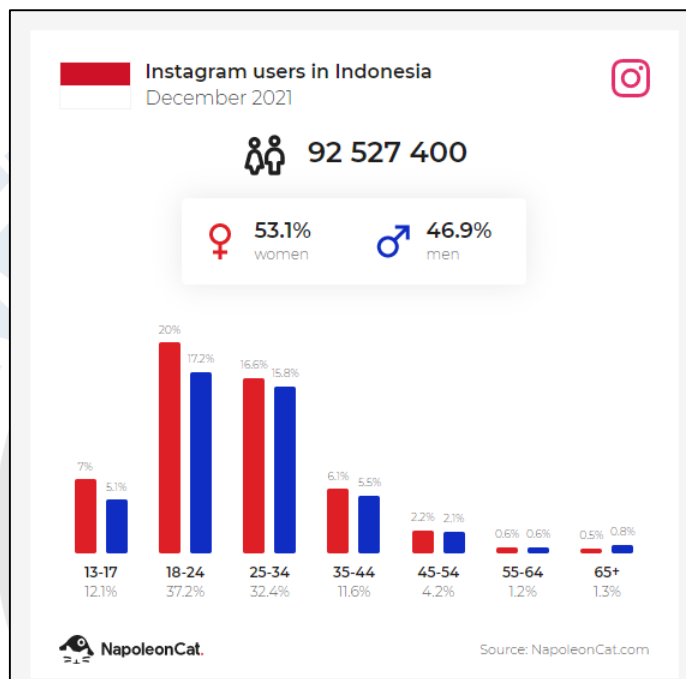 Instagram users in Indonesia
December 2021
92 527 400
53.1%
women
46.9%
men
7% 5.1% 20% 17.2% 16.6% 15.8% 6.1% 5.5% 2.2% 2.1% 0.6% 0.6% 0.5% 0.8%
13-17 18-24 25-34 35-44 45-54 55-64 65+
12.1% 37.2% 32.4% 11.6% 4.2% 1.2% 1.3%
NapoleonCat.
Source: NapoleonCat.com